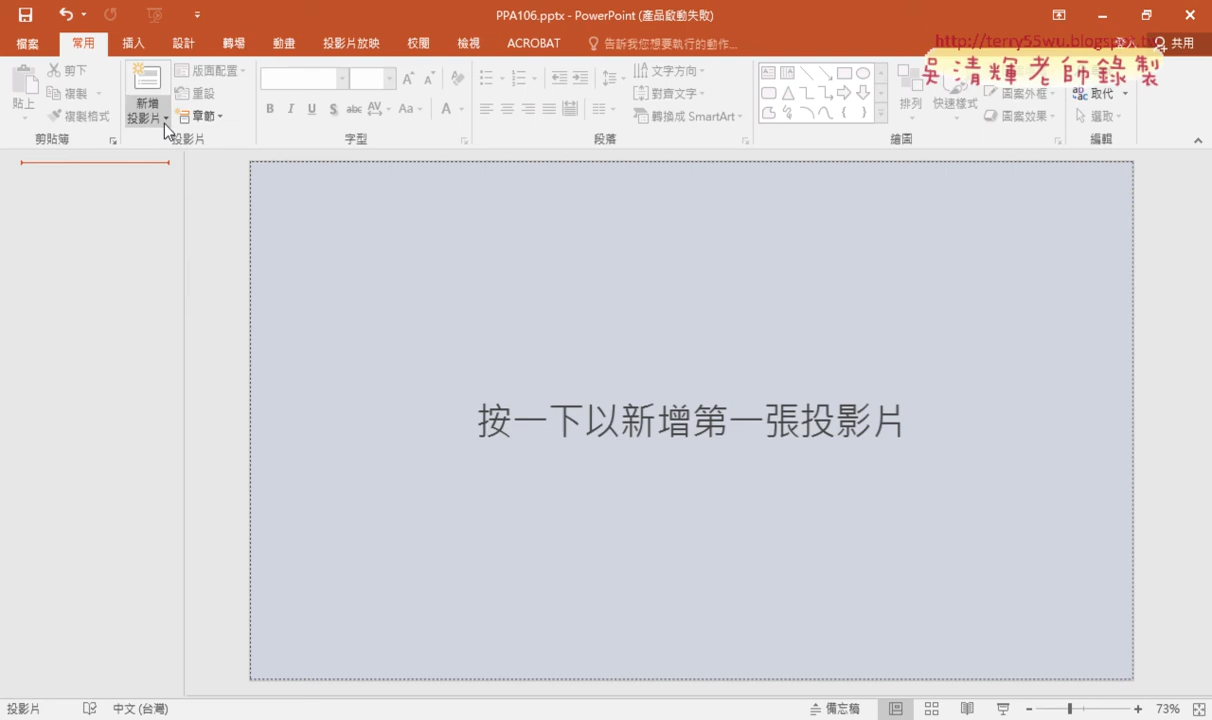 PPA106.pptx - PowerPoint (產品啟動失敗)
檔案 常用 插入 設計 轉場 動畫 投影片放映 校閱 檢視 ACROBAT 告訴我您想要執行的動作... 登入 共用
http://terry55wu.blogspot.tw
吳清輝老師錄製
貼上
剪下
複製
複製格式
剪貼簿
新增
投影片
版面配置
重設
章節
投影片
B I U S abc AV Aa A
字型
文字方向
對齊文字
轉換成 SmartArt
段落
排列
快速樣式
圖案外框
圖案效果
繪圖
取代
選取
編輯
按一下以新增第一張投影片
投影片 中文 (台灣) 備忘稿 73%